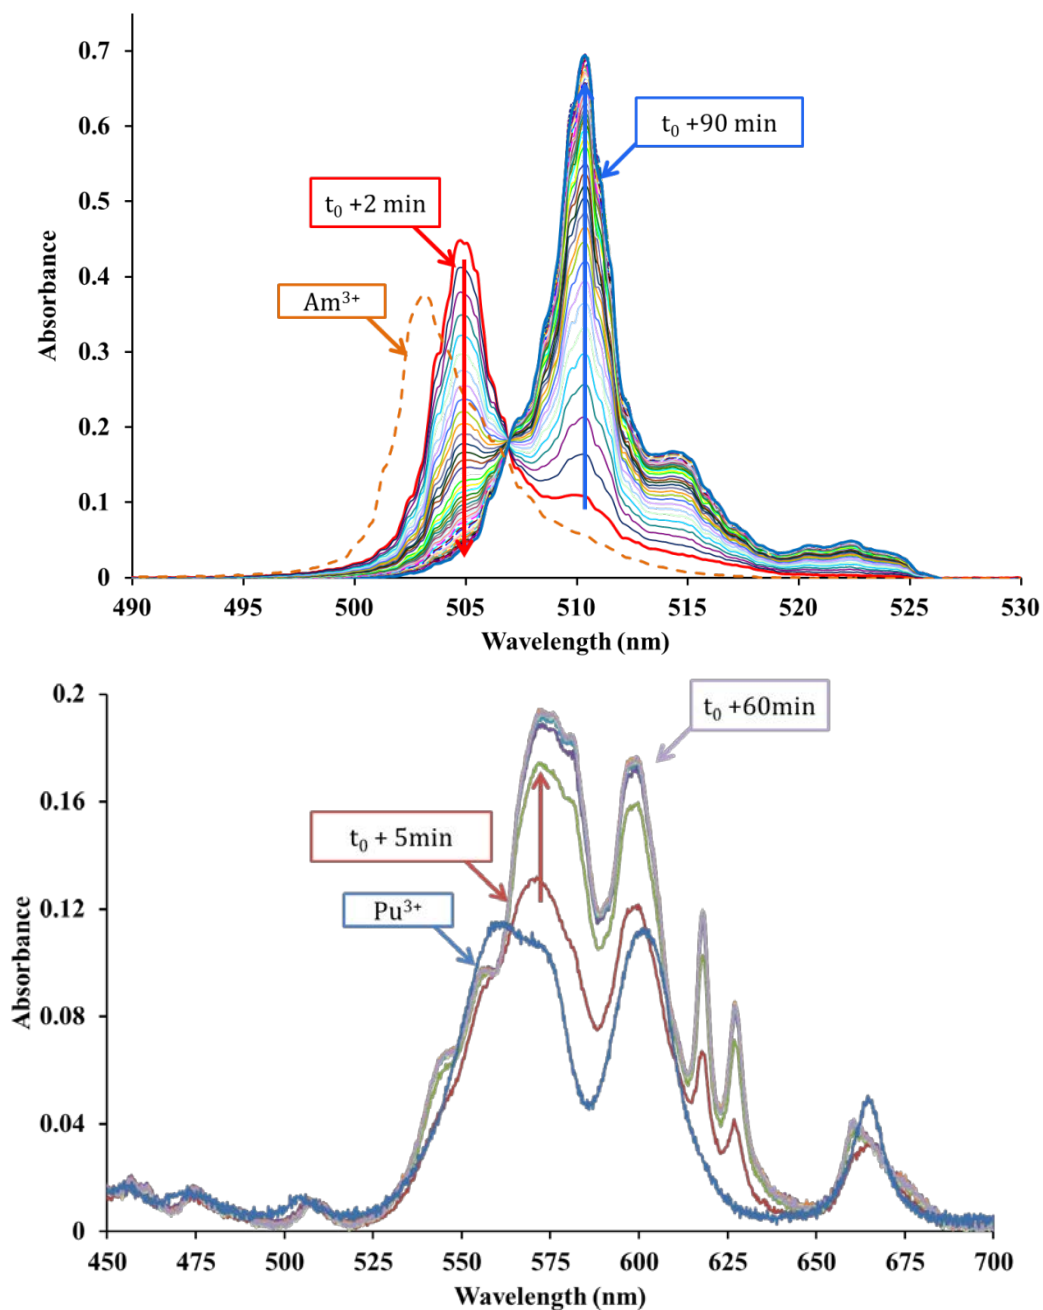 0.7
0.6
t₀ +90 min
0.5
t₀ +2 min
0.4
Am³⁺
0.3
0.2
0.1
0
Absorbance
490 495 500 505 510 515 520 525 530
Wavelength (nm)
0.2
t₀ +60min
0.16
t₀ + 5min
0.12
Pu³⁺
0.08
0.04
0
Absorbance
450 475 500 525 550 575 600 625 650 675 700
Wavelength (nm)